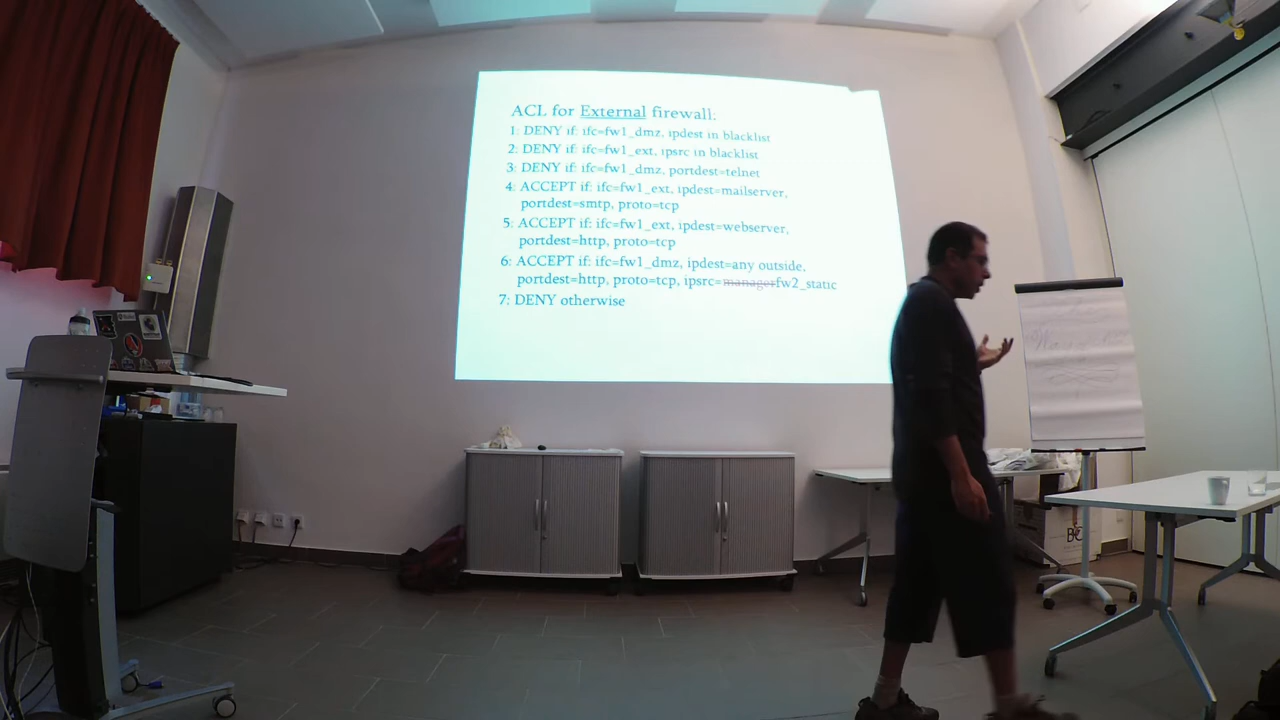 ACL for External firewall:
1: DENY if: ifc=fw1_dmz, ipdest in blacklist
2: DENY if: ifc=fw1_ext, ipsrc in blacklist
3: DENY if: ifc=fw1_dmz, portdest=telnet
4: ACCEPT if: ifc=fw1_ext, ipdest=mailserver,
portdest=smtp, proto=tcp
5: ACCEPT if: ifc=fw1_ext, ipdest=webserver,
portdest=http, proto=tcp
6: ACCEPT if: ifc=fw1_dmz, ipdest=any outside,
portdest=http, proto=tcp, ipsrc=managerfw2_static
7: DENY otherwise